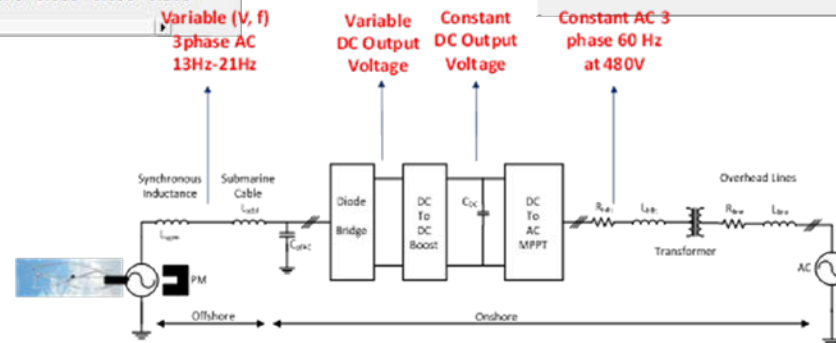 Variable (V, f)
3phase AC
13Hz-21Hz
Variable
DC Output
Voltage
Constant
DC Output
Voltage
Constant AC 3
phase 60 Hz
at 480V
Synchronous
Inductance
Submarine
Cable
Overhead Lines
Diode
Bridge
DC
To
DC
Boost
C_DC
DC
To
AC
MPPT
Transformer
PM
AC
Offshore
Onshore